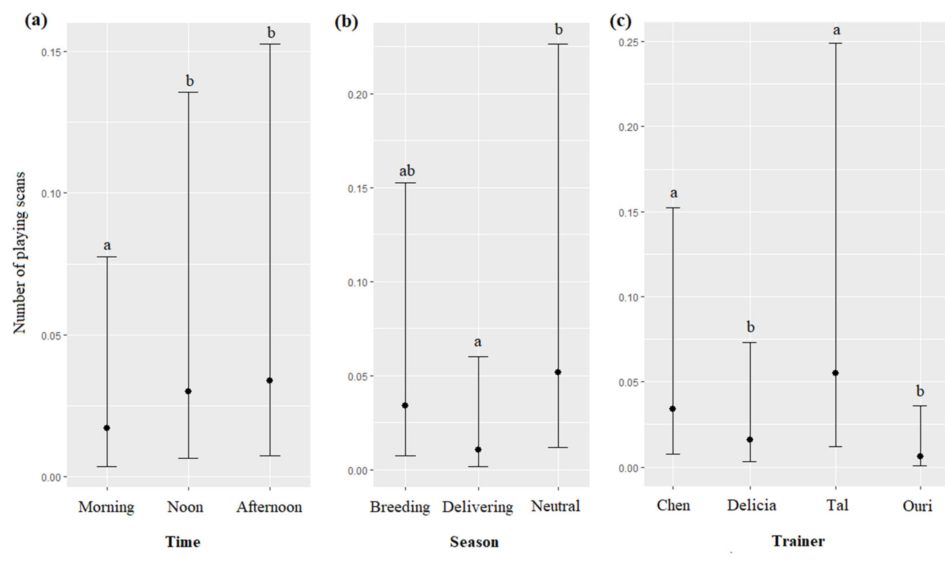 (a)
Number of playing scans
0.15
0.10
0.05
0.00
a
b
b
Morning Noon Afternoon
Time
(b)
0.20
0.15
0.10
0.05
0.00
ab
a
b
Breeding Delivering Neutral
Season
(c)
0.25
0.20
0.15
0.10
0.05
0.00
a
b
a
b
Chen Delicia Tal Ouri
Trainer